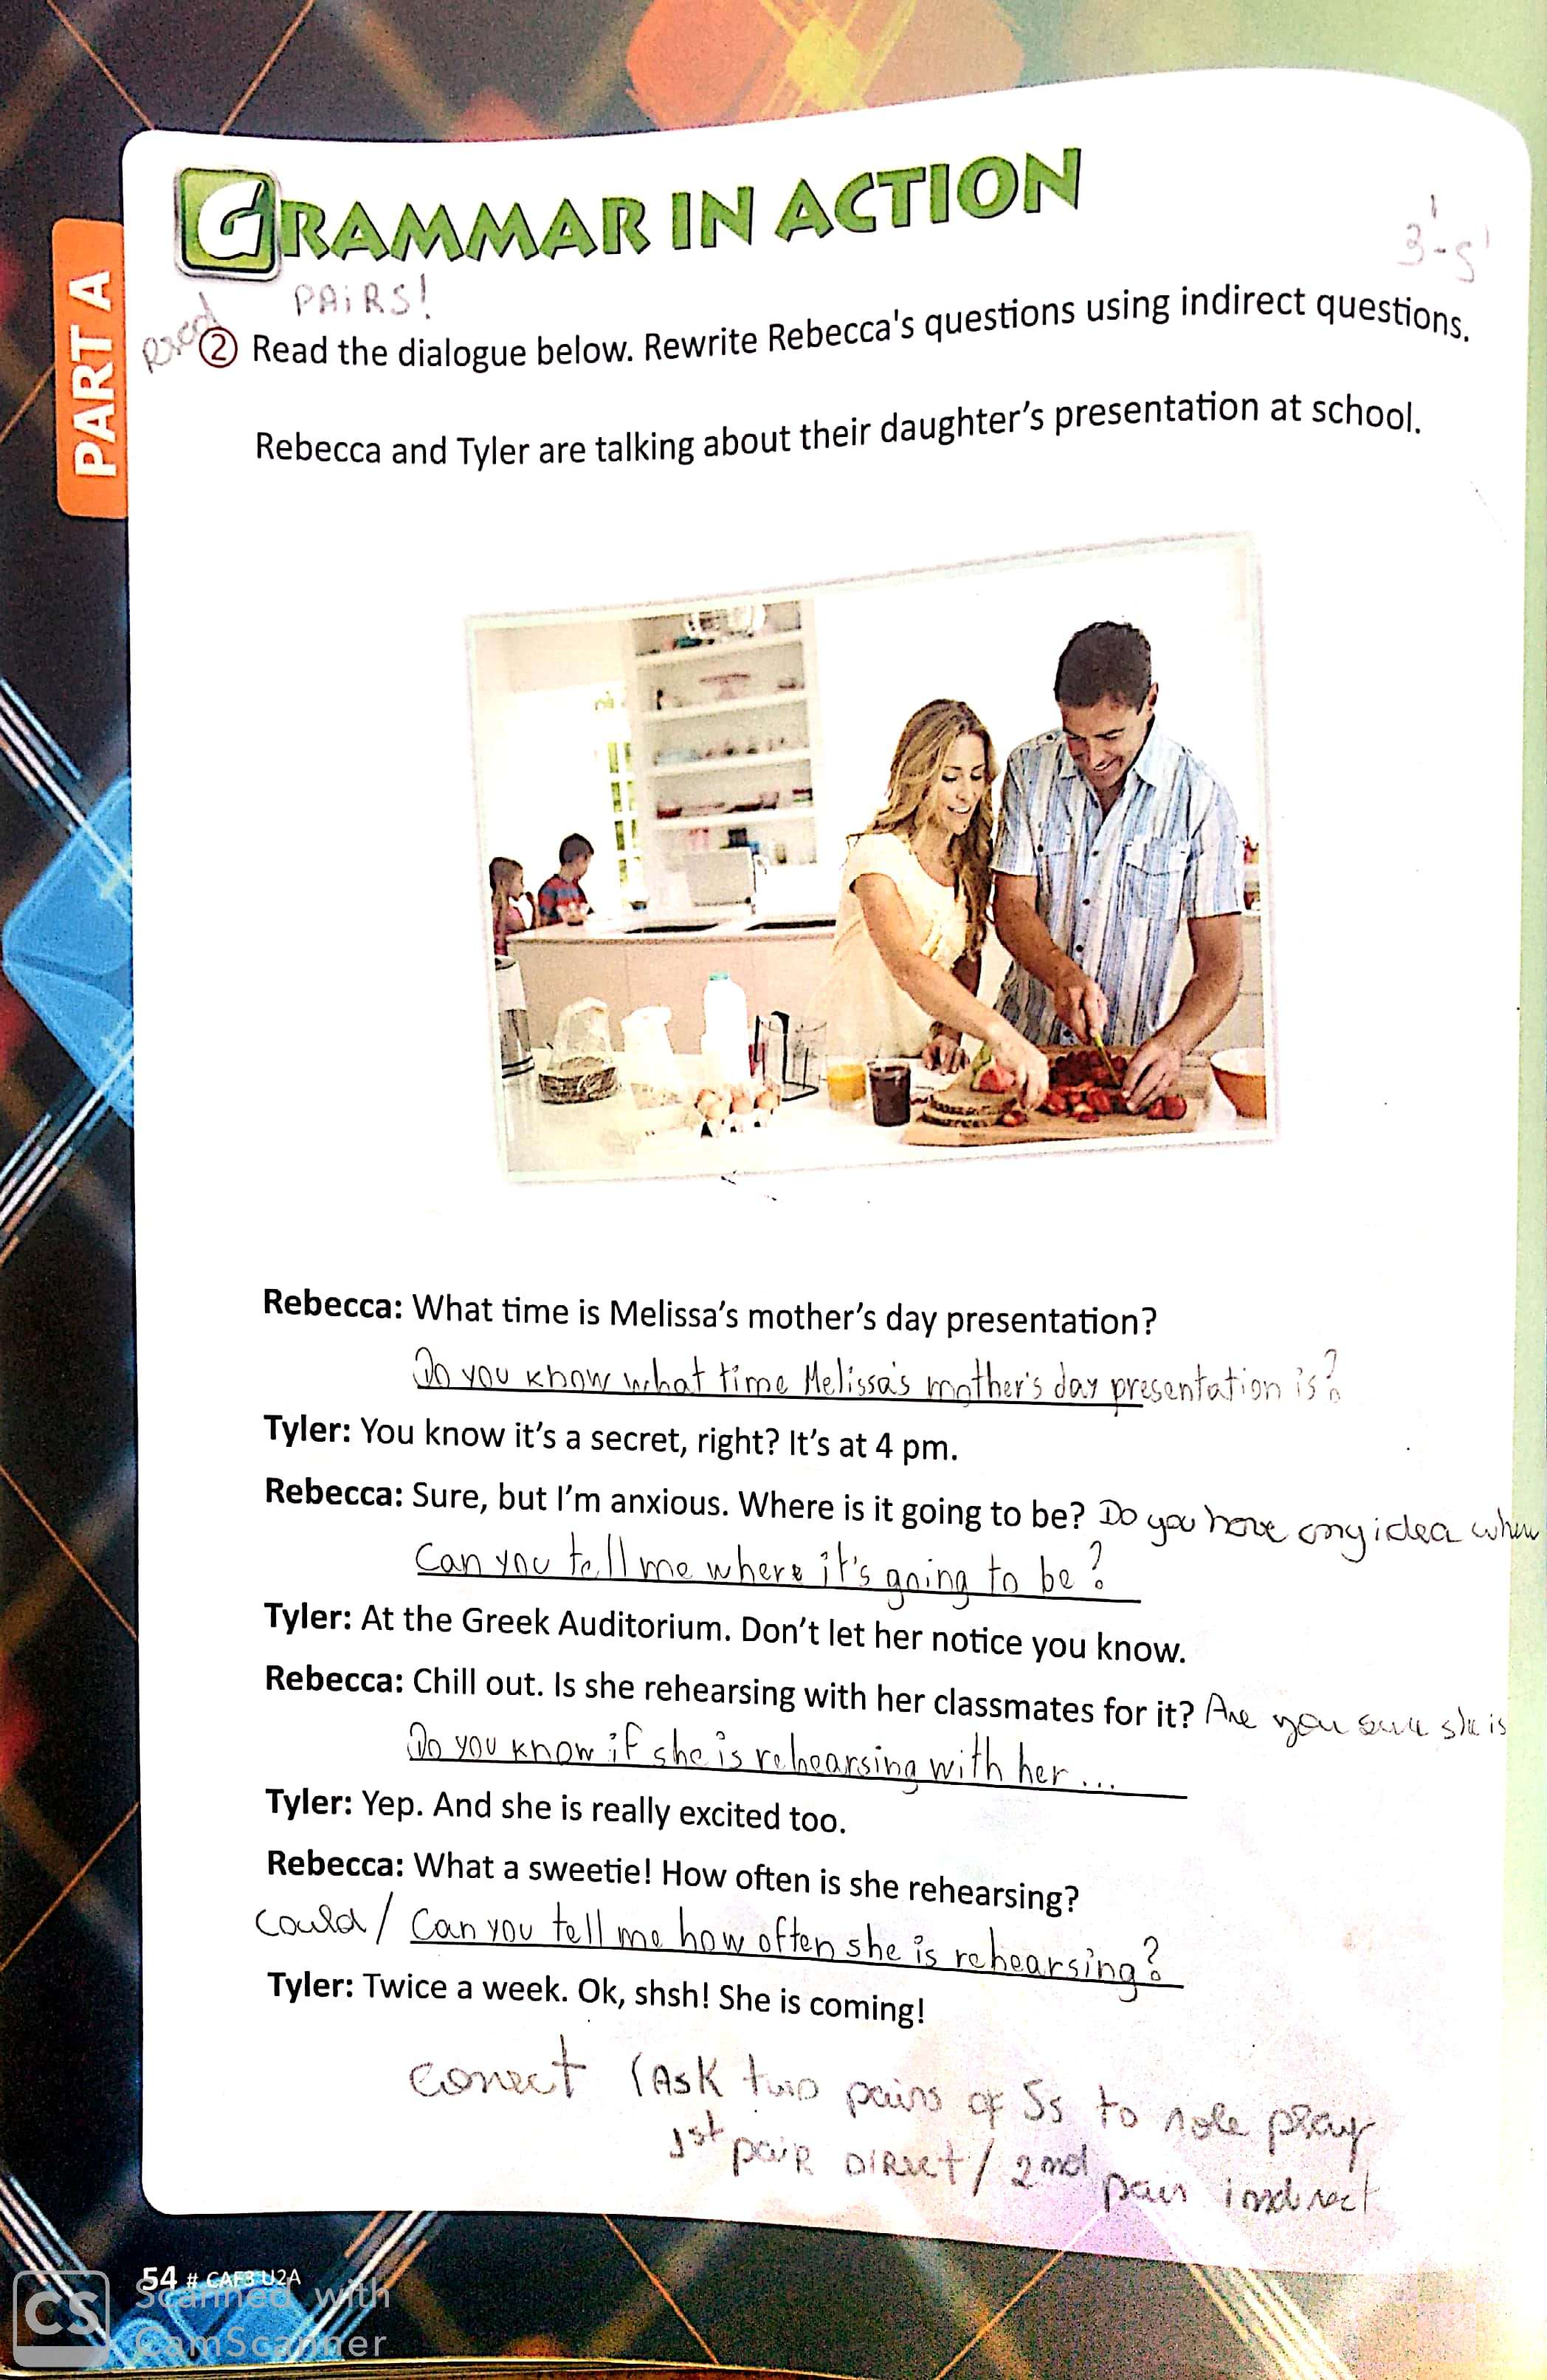 GRAMMAR IN ACTION
3'-5'
PART A
PAiRS!
Read
2 Read the dialogue below. Rewrite Rebecca's questions using indirect questions.
Rebecca and Tyler are talking about their daughter's presentation at school.
Rebecca: What time is Melissa's mother's day presentation?
Do you know what time Melissa's mother's day presentation is?
Tyler: You know it's a secret, right? It's at 4 pm.
Rebecca: Sure, but I'm anxious. Where is it going to be? Do you have any idea where
Can you tell me where it's going to be?
Tyler: At the Greek Auditorium. Don't let her notice you know.
Rebecca: Chill out. Is she rehearsing with her classmates for it? Are you sure she is
Do you know if she is rehearsing with her ...
Tyler: Yep. And she is really excited too.
Rebecca: What a sweetie! How often is she rehearsing?
could / Can you tell me how often she is rehearsing?
Tyler: Twice a week. Ok, shsh! She is coming!
correct (Ask two pairs of Ss to role play
1st paiR DIRect / 2nd pair indirect
54 # CAF3 U2A
CS Scanned with
CamScanner